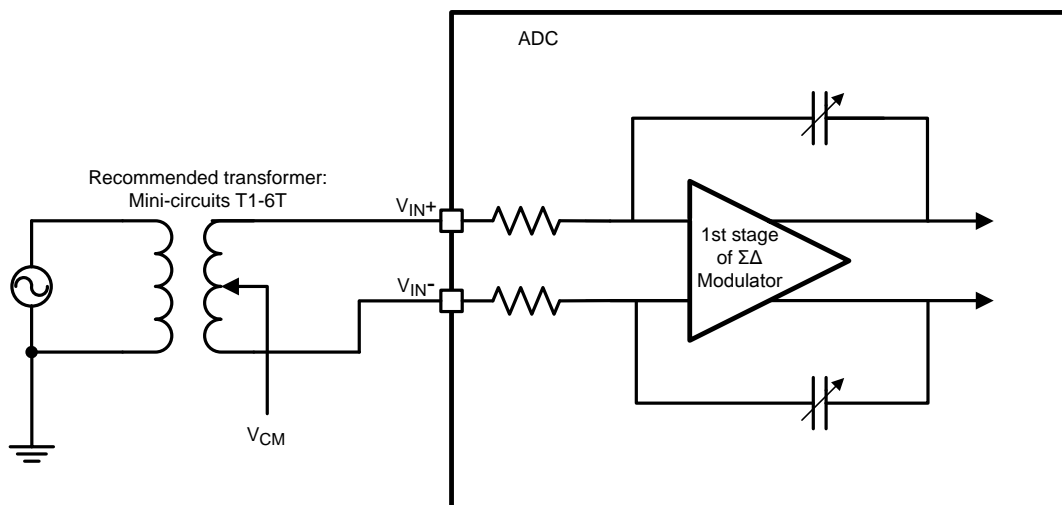 ADC
Recommended transformer:
Mini-circuits T1-6T
VIN+
1st stage
of ΣΔ
Modulator
VIN-
VCM